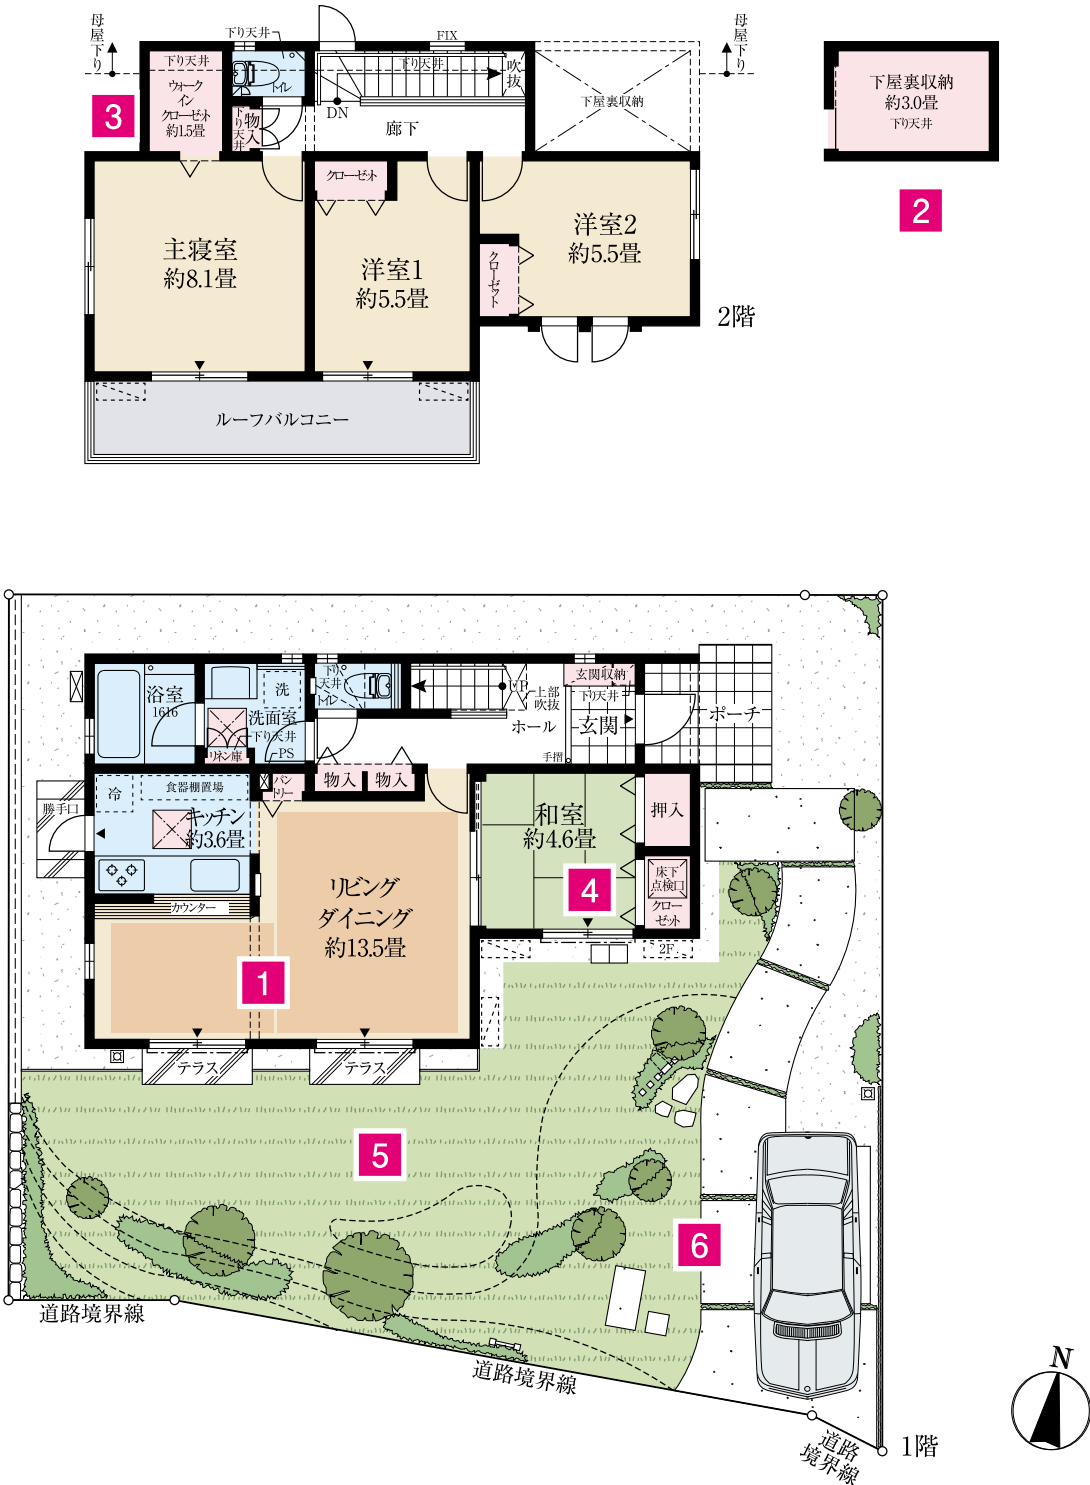 母屋下り
下り天井
FIX
母屋下り
下り天井
ウォーク
イン
クローゼット
約1.5畳
トイレ
下り天井
吹抜
下屋裏収納
下屋裏収納
約3.0畳
下り天井
3
下り天井
物入
DN
廊下
2
クローゼット
主寝室
約8.1畳
洋室1
約5.5畳
洋室2
約5.5畳
クローゼット
2階
ルーフバルコニー
浴室
1616
洗
洗面室
下り天井
リネン庫
PS
下り
天井
トイレ
UP
上部
吹抜
ホール
玄関収納
下り天井
玄関
手摺
ポーチ
勝手口
冷
食器棚置場
キッチン
約3.6畳
パン
トリー
物入
物入
和室
約4.6畳
押入
4
床下
点検口
クロー
ゼット
カウンター
リビング
ダイニング
約13.5畳
1
2F
テラス
テラス
5
6
道路境界線
道路境界線
道路
境界線
N
1階